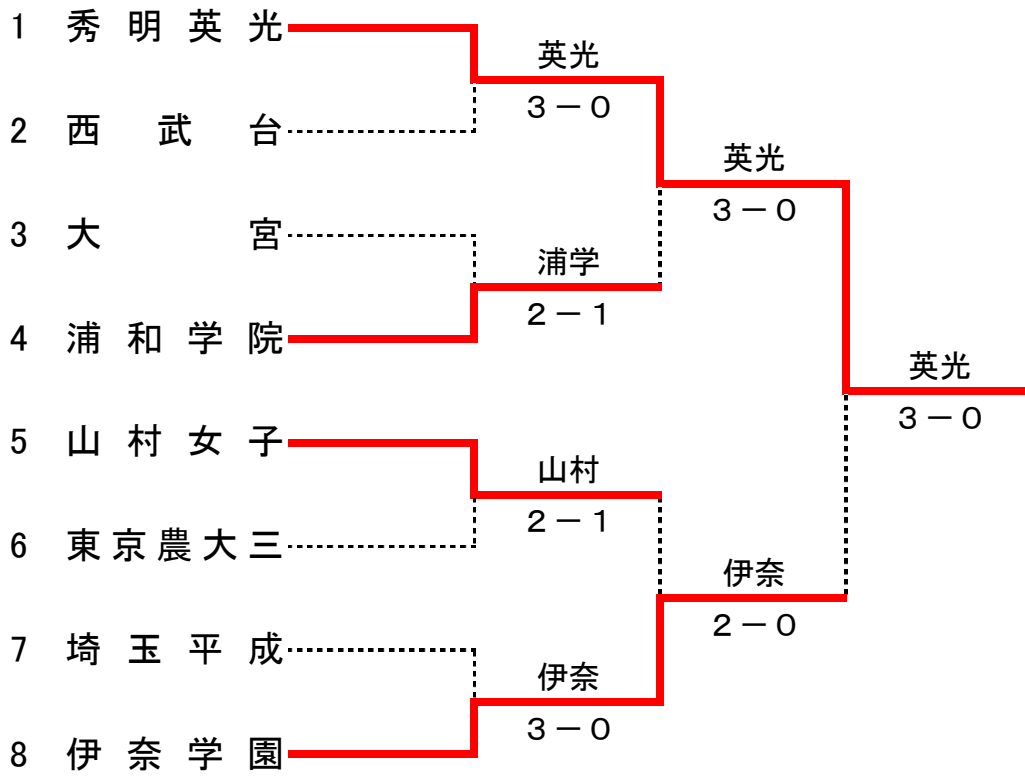 1 秀明英光
英光
3－0
2 西武台
英光
3－0
3 大宮
浦学
2－1
4 浦和学院
英光
3－0
5 山村女子
山村
2－1
6 東京農大三
伊奈
2－0
7 埼玉平成
伊奈
3－0
8 伊奈学園